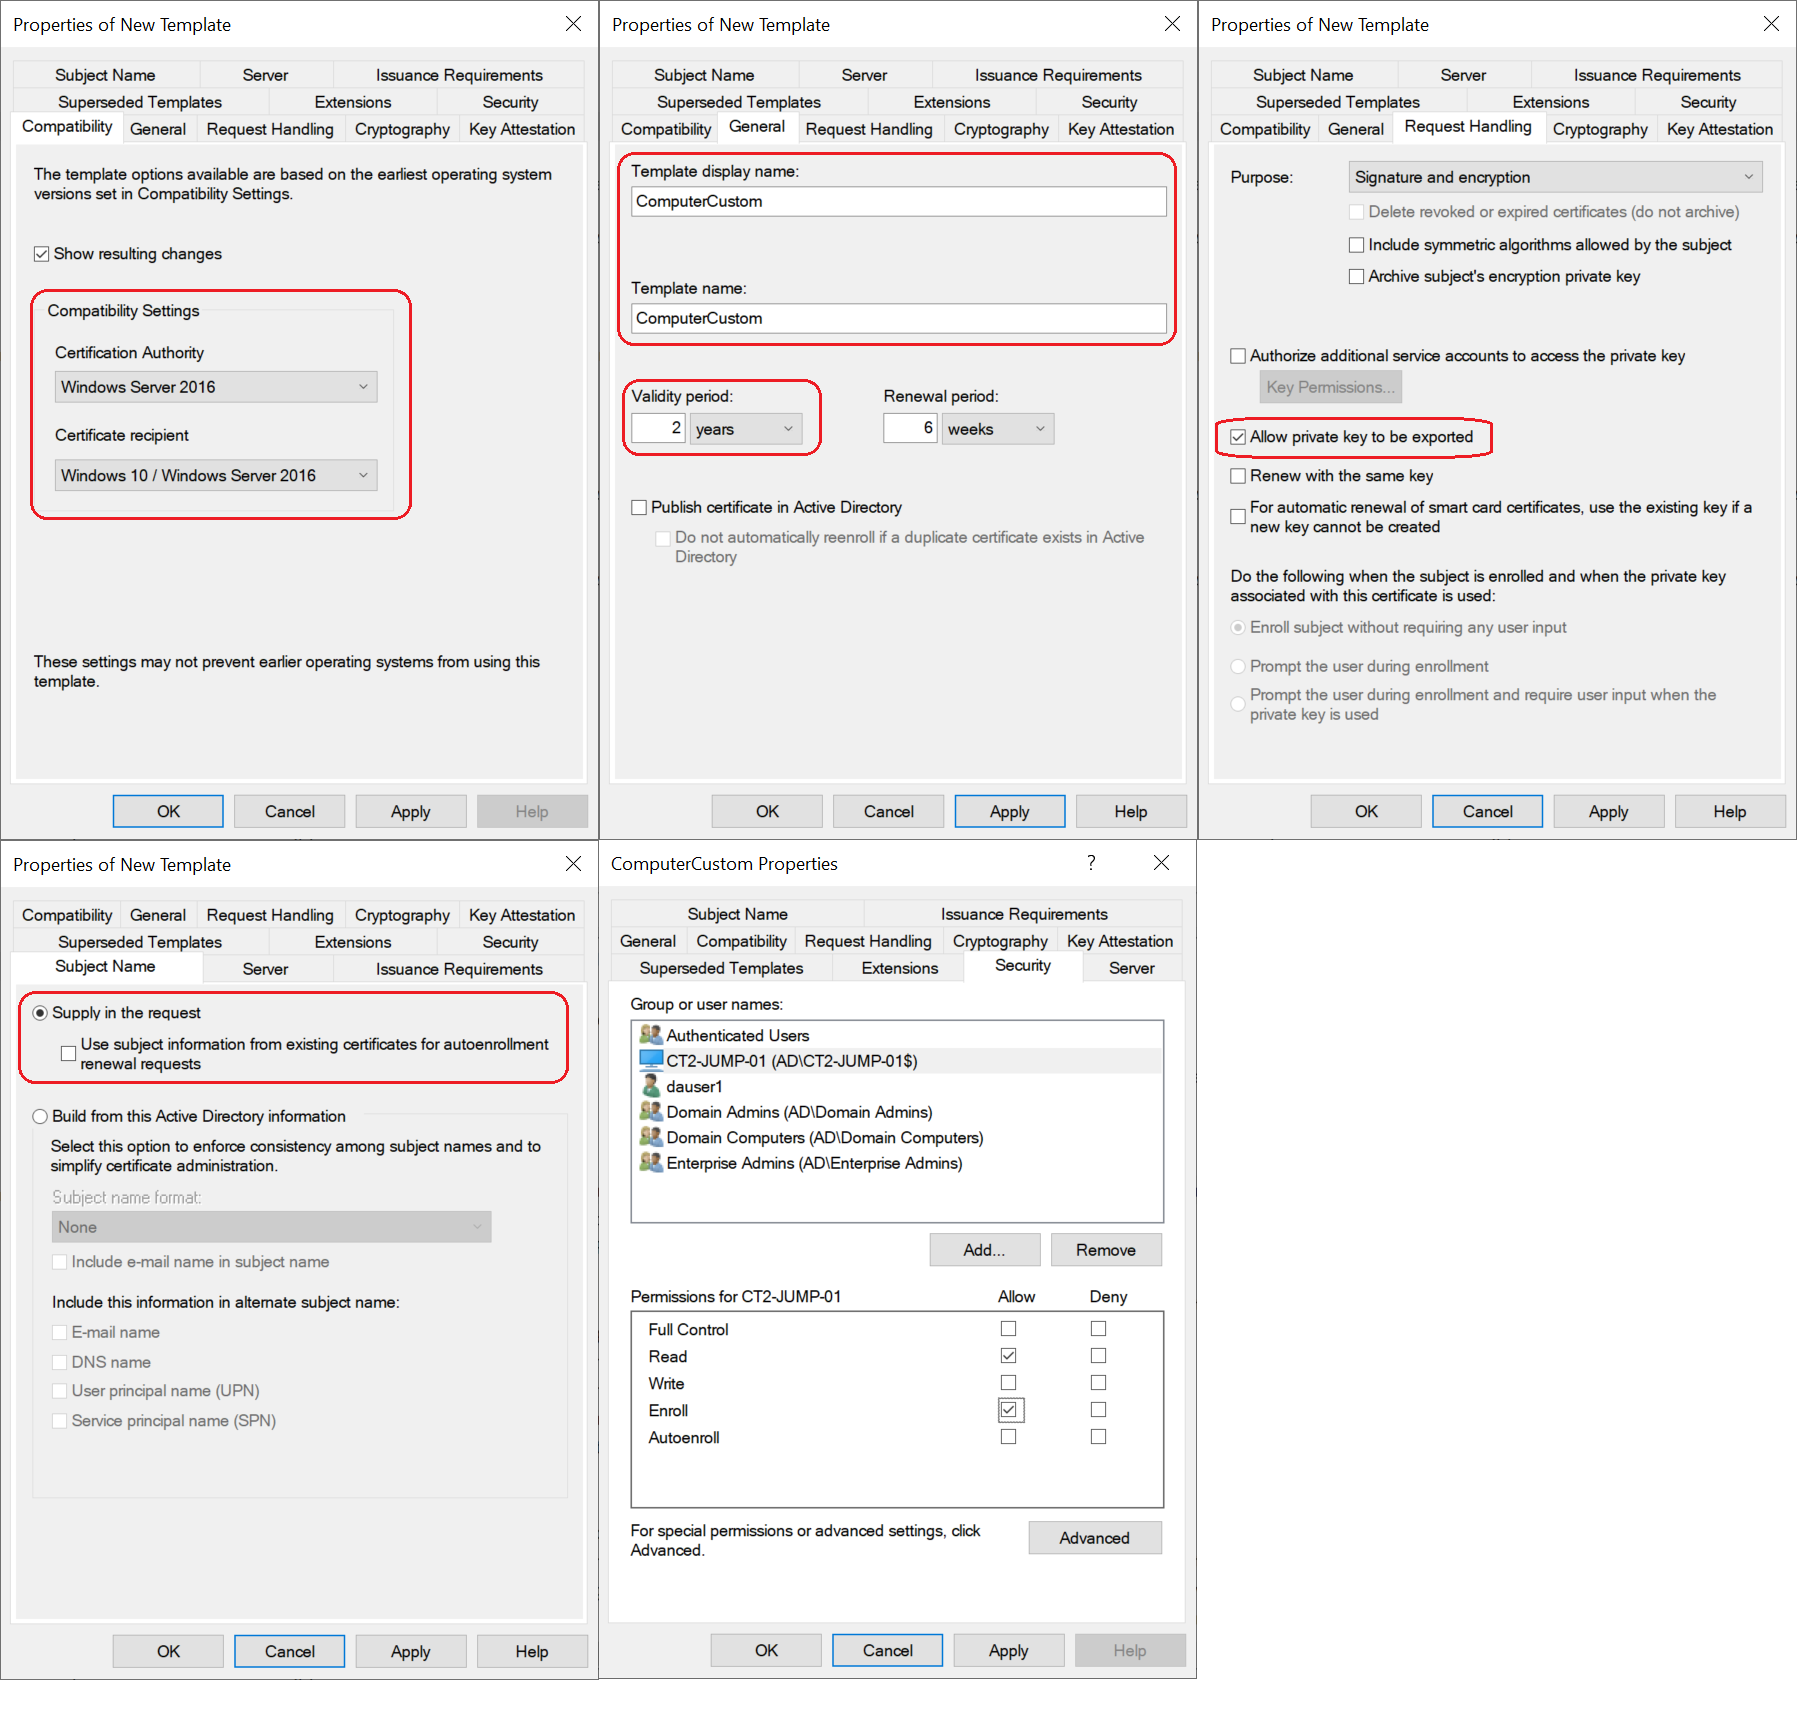 Properties of New Template
Subject Name
Server
Issuance Requirements
Superseded Templates
Extensions
Security
Compatibility
General
Request Handling
Cryptography
Key Attestation
The template options available are based on the earliest operating system
versions set in Compatibility Settings.
Show resulting changes
Compatibility Settings
Certification Authority
Windows Server 2016
Certificate recipient
Windows 10 / Windows Server 2016
These settings may not prevent earlier operating systems from using this
template.
OK
Cancel
Apply
Help
Properties of New Template
Subject Name
Server
Issuance Requirements
Superseded Templates
Extensions
Security
Compatibility
General
Request Handling
Cryptography
Key Attestation
Template display name:
ComputerCustom
Template name:
ComputerCustom
Validity period:
Renewal period:
2
years
6
weeks
Publish certificate in Active Directory
Do not automatically reenroll if a duplicate certificate exists in Active
Directory
OK
Cancel
Apply
Help
Properties of New Template
Subject Name
Server
Issuance Requirements
Superseded Templates
Extensions
Security
Compatibility
General
Request Handling
Cryptography
Key Attestation
Purpose:
Signature and encryption
Delete revoked or expired certificates (do not archive)
Include symmetric algorithms allowed by the subject
Archive subject's encryption private key
Authorize additional service accounts to access the private key
Key Permissions...
Allow private key to be exported
Renew with the same key
For automatic renewal of smart card certificates, use the existing key if a
new key cannot be created
Do the following when the subject is enrolled and when the private key
associated with this certificate is used:
Enroll subject without requiring any user input
Prompt the user during enrollment
Prompt the user during enrollment and require user input when the
private key is used
OK
Cancel
Apply
Help
Properties of New Template
Compatibility
General
Request Handling
Cryptography
Key Attestation
Superseded Templates
Extensions
Security
Subject Name
Server
Issuance Requirements
Supply in the request
Use subject information from existing certificates for autoenrollment
renewal requests
Build from this Active Directory information
Select this option to enforce consistency among subject names and to
simplify certificate administration.
Subject name format:
None
Include e-mail name in subject name
Include this information in alternate subject name:
E-mail name
DNS name
User principal name (UPN)
Service principal name (SPN)
OK
Cancel
Apply
Help
ComputerCustom Properties
?
Subject Name
Issuance Requirements
General
Compatibility
Request Handling
Cryptography
Key Attestation
Superseded Templates
Extensions
Security
Server
Group or user names:
Authenticated Users
CT2-JUMP-01 (AD\CT2-JUMP-01$)
dauser1
Domain Admins (AD\Domain Admins)
Domain Computers (AD\Domain Computers)
Enterprise Admins (AD\Enterprise Admins)
Add...
Remove
Permissions for CT2-JUMP-01
Allow
Deny
Full Control
Read
Write
Enroll
Autoenroll
For special permissions or advanced settings, click
Advanced.
Advanced
OK
Cancel
Apply
Help